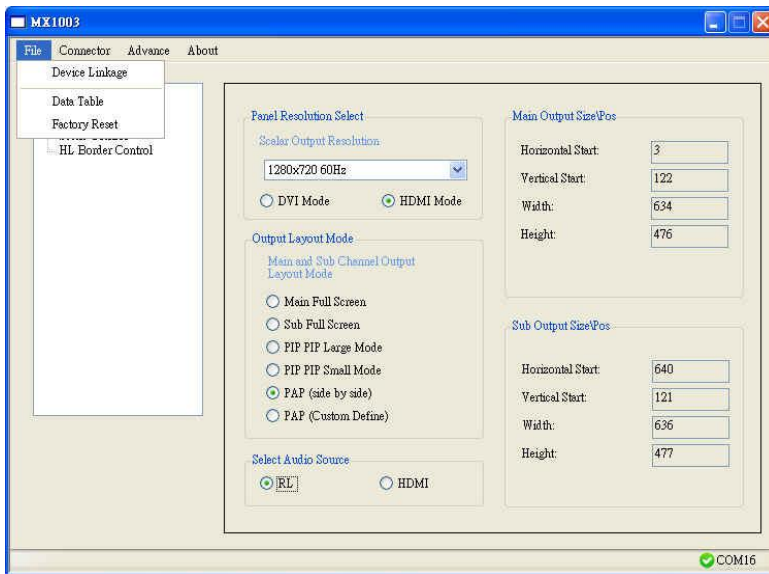 MX1003
File Connector Advance About
Device Linkage
Data Table
Factory Reset
HL Border Control
Panel Resolution Select
Scalar Output Resolution
1280x720 60Hz
DVI Mode HDMI Mode
Output Layout Mode
Main and Sub Channel Output
Layout Mode
Main Full Screen
Sub Full Screen
PIP PIP Large Mode
PIP PIP Small Mode
PAP (side by side)
PAP (Custom Define)
Select Audio Source
RL HDMI
Main Output Size\Pos
Horizontal Start: 3
Vertical Start: 122
Width: 634
Height: 476
Sub Output Size\Pos
Horizontal Start: 640
Vertical Start: 121
Width: 636
Height: 477
COM16